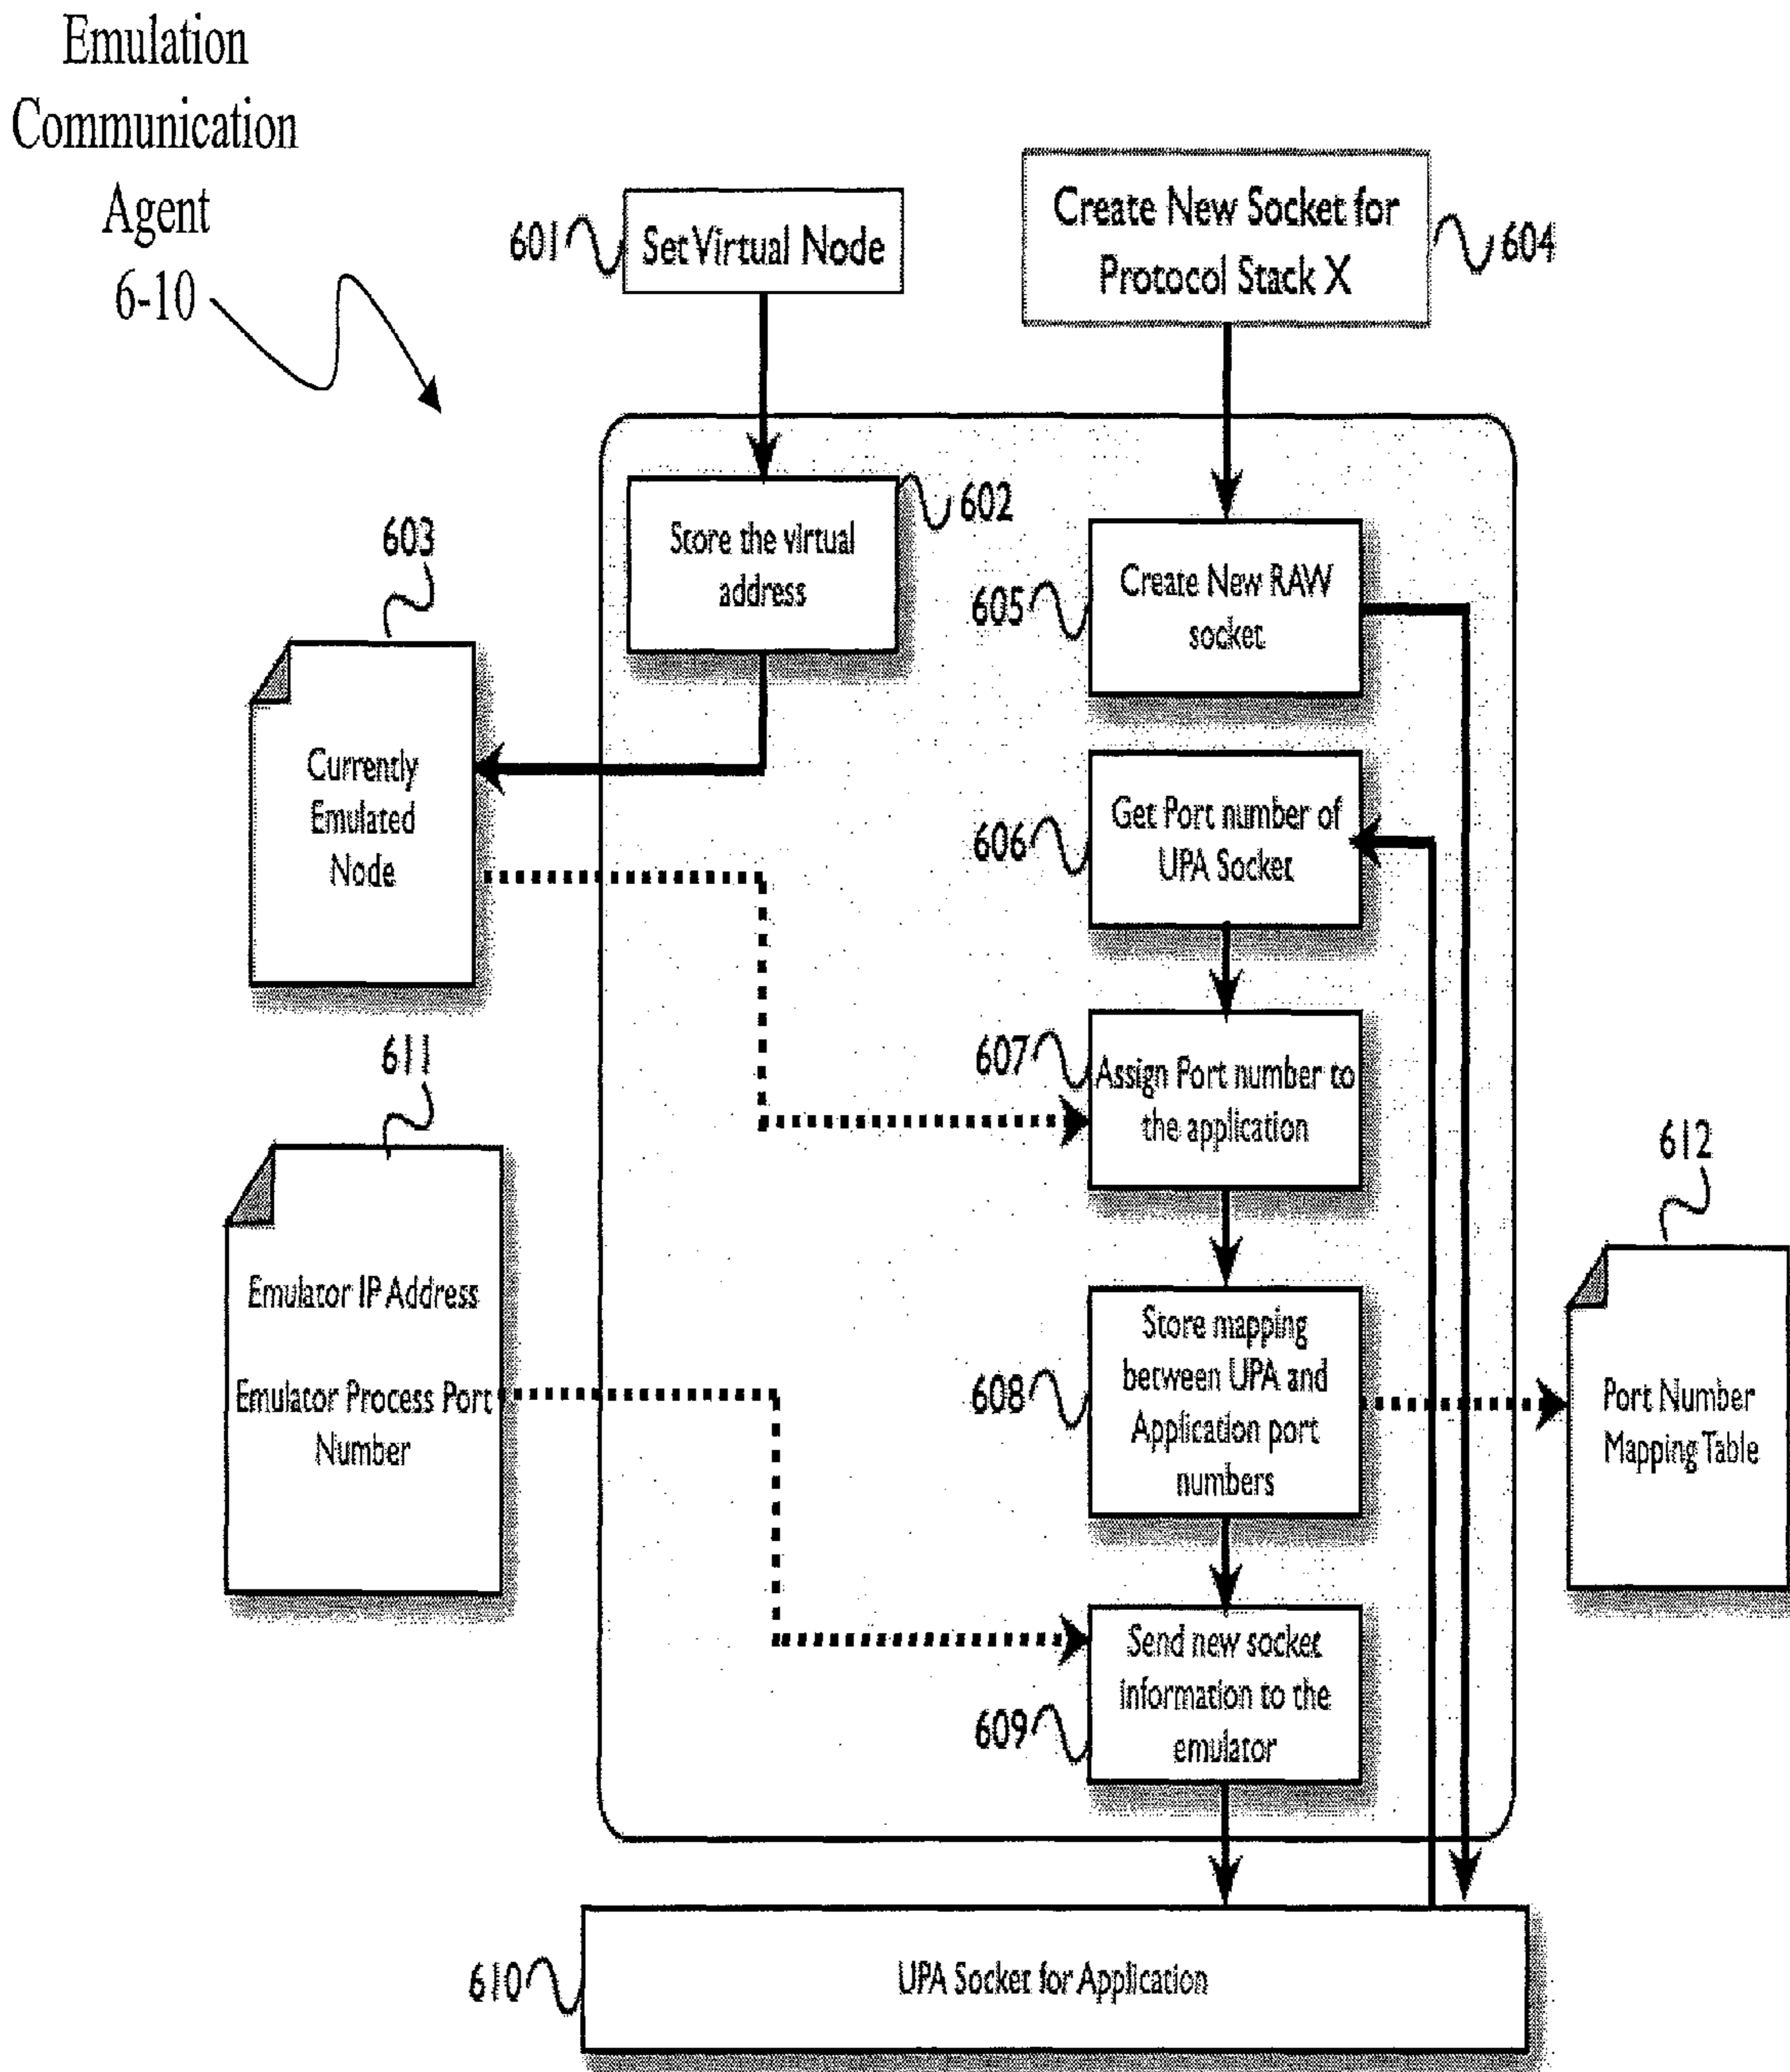 Emulation
Communication
Agent
6-10
601
Set Virtual Node
Create New Socket for
Protocol Stack X
604
602
Store the virtual
address
603
Currently
Emulated
Node
605
Create New RAW
socket
606
Get Port number of
UPA Socket
607
Assign Port number to
the application
611
Emulator IP Address
Emulator Process Port
Number
608
Store mapping
between UPA and
Application port
numbers
612
Port Number
Mapping Table
609
Send new socket
information to the
emulator
610
UPA Socket for Application